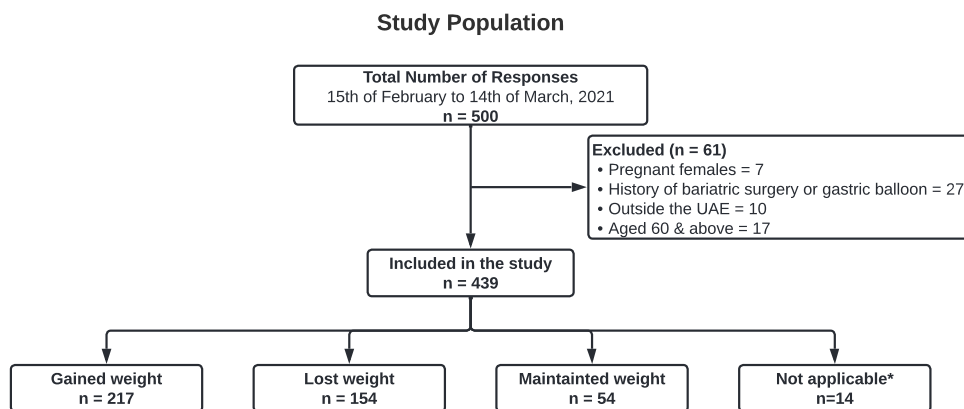 Study Population
Total Number of Responses
15th of February to 14th of March, 2021
n = 500
Excluded (n = 61)
• Pregnant females = 7
• History of bariatric surgery or gastric balloon = 27
• Outside the UAE = 10
• Aged 60 & above = 17
Included in the study
n = 439
Gained weight
n = 217
Lost weight
n = 154
Maintainted weight
n = 54
Not applicable*
n=14